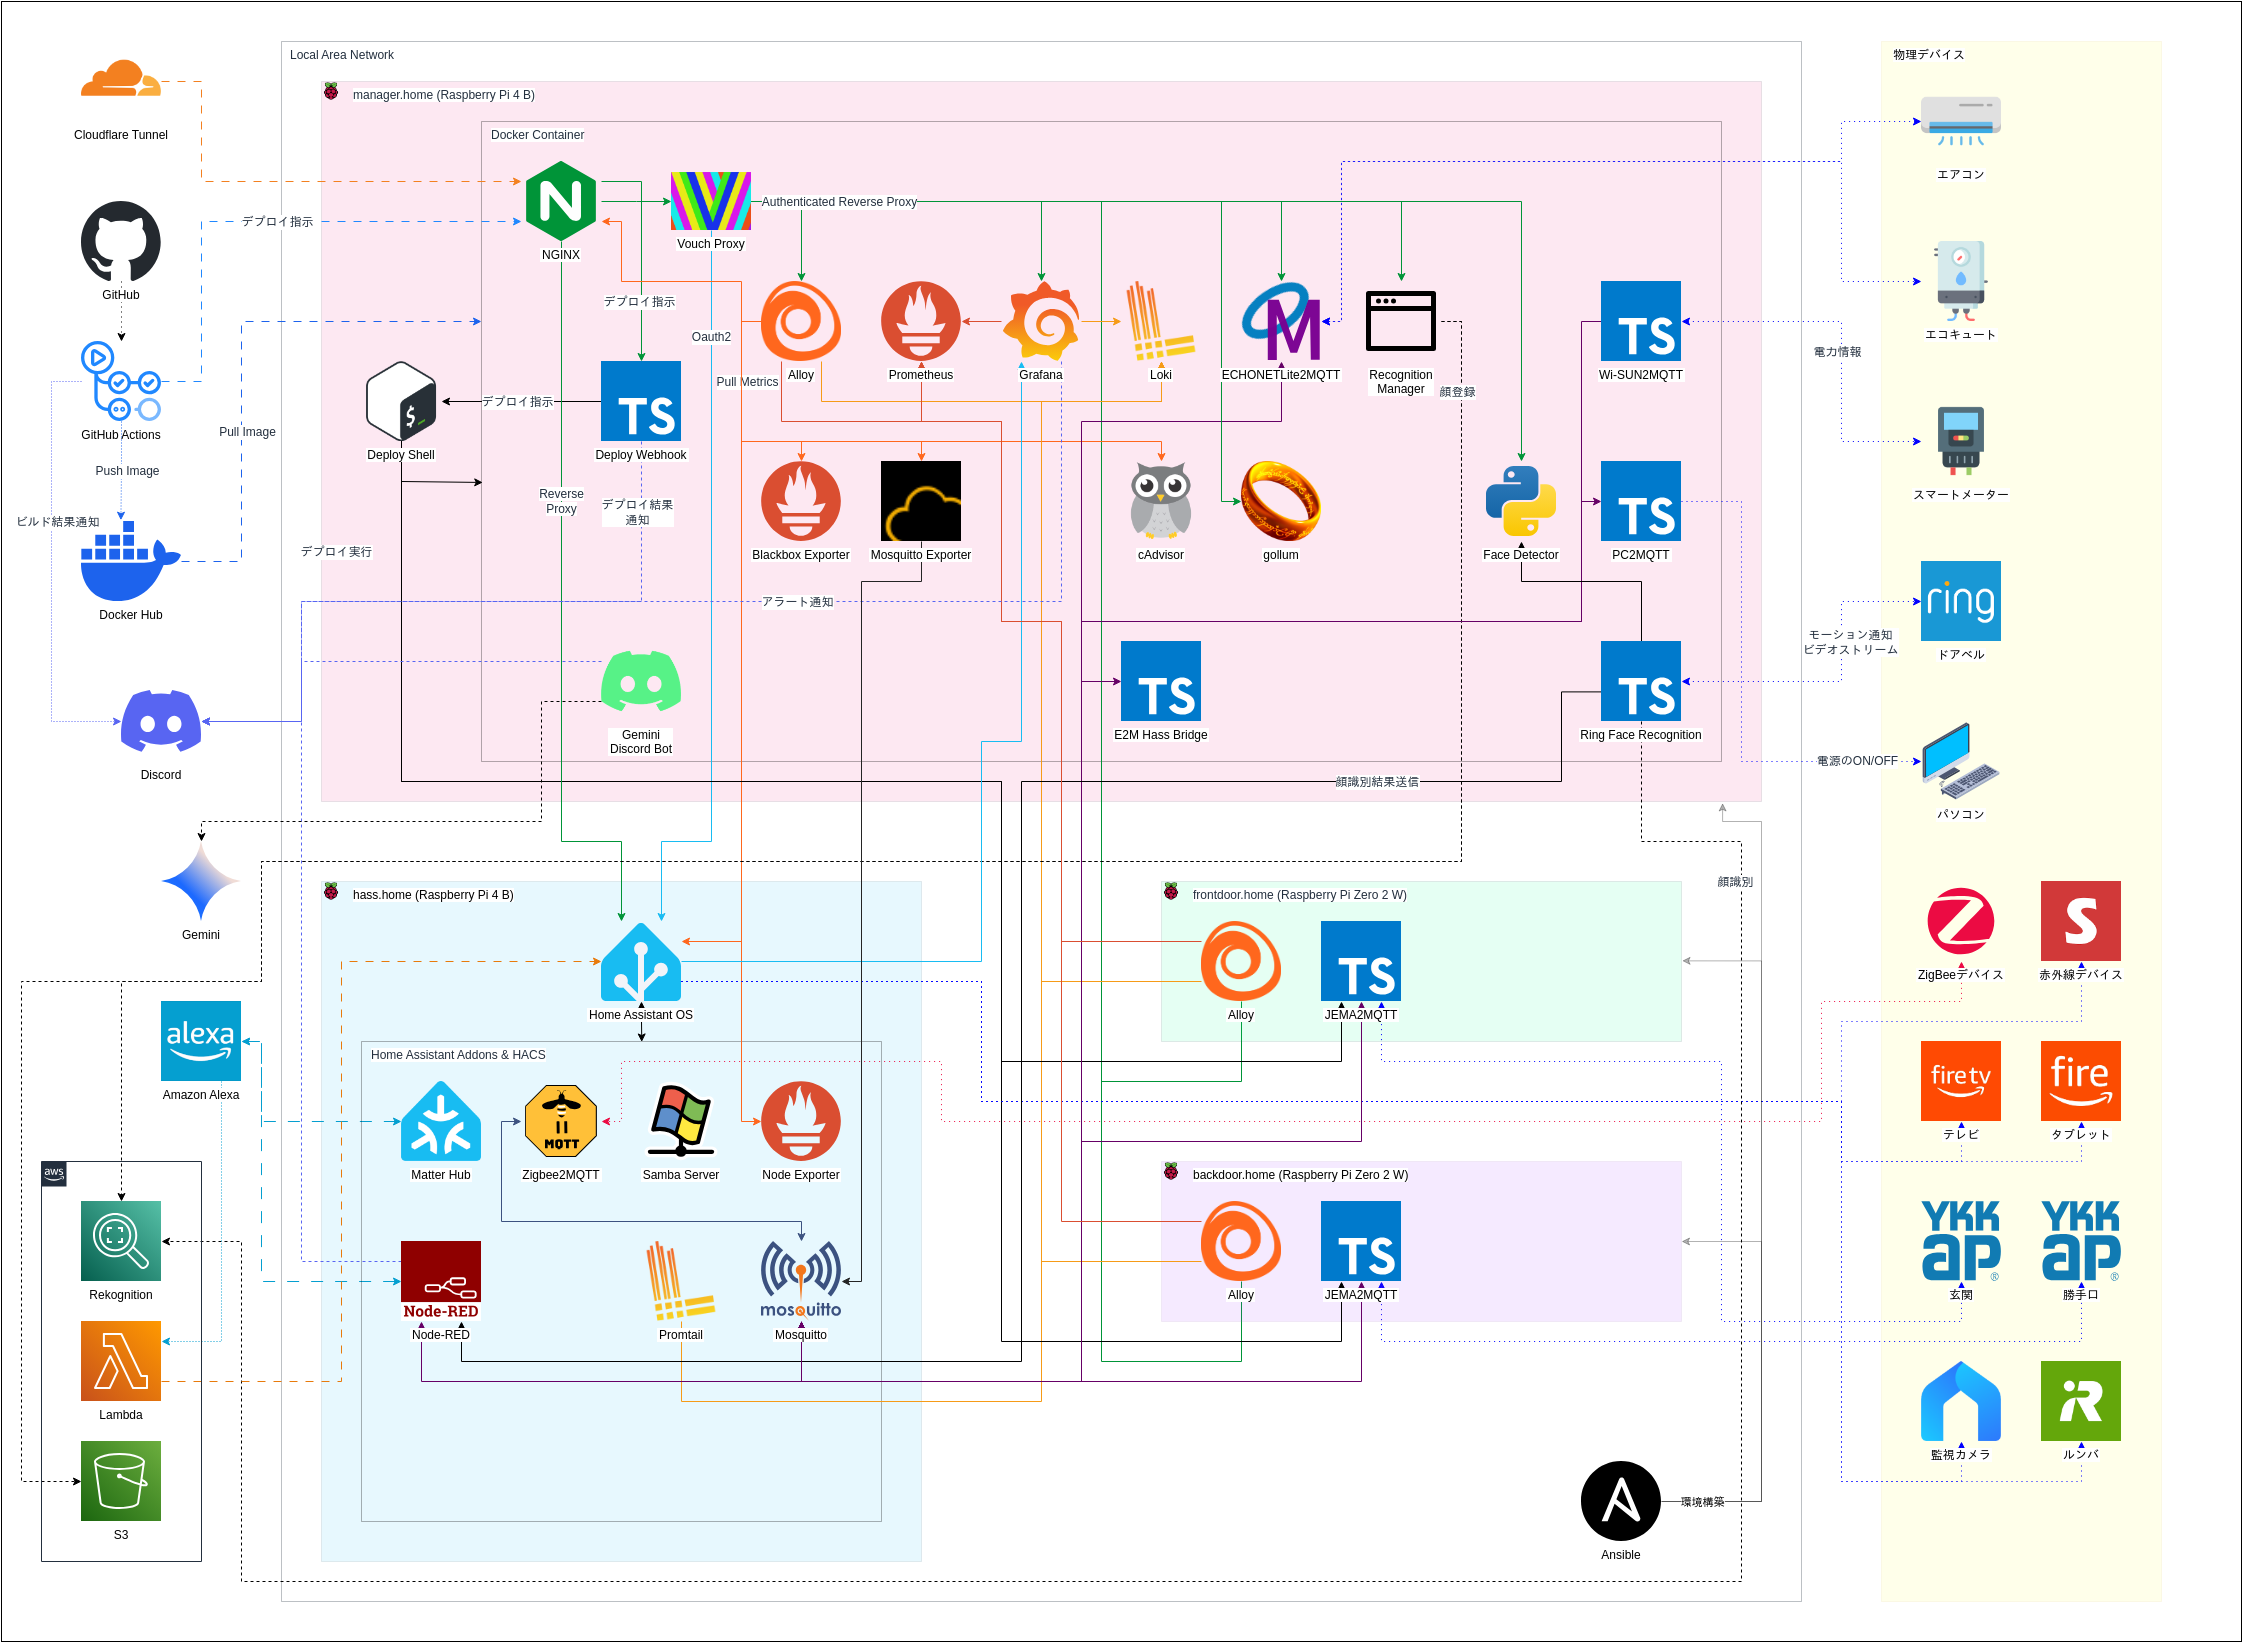 Local Area Network
物理デバイス
manager.home (Raspberry Pi 4 B)
Cloudflare Tunnel
Docker Container
エアコン
Authenticated Reverse Proxy
デプロイ指示
NGINX
Vouch Proxy
GitHub
デプロイ指示
Oauth2
エコキュート
電力情報
Pull Metrics
Alloy
Prometheus
Grafana
Loki
ECHONETLite2MQTT
Recognition
Manager
Wi-SUN2MQTT
顔登録
TS
TS
デプロイ指示
GitHub Actions
Pull Image
Deploy Shell
Deploy Webhook
Push Image
Reverse
Proxy
デプロイ結果
通知
スマートメーター
ビルド結果通知
デプロイ実行
TS
Blackbox Exporter
Mosquitto Exporter
cAdvisor
gollum
Face Detector
PC2MQTT
Docker Hub
アラート通知
ring
モーション通知
ビデオストリーム
ドアベル
TS
TS
Gemini
Discord Bot
E2M Hass Bridge
Ring Face Recognition
Discord
電源のON/OFF
顔識別結果送信
パソコン
顔識別
hass.home (Raspberry Pi 4 B)
frontdoor.home (Raspberry Pi Zero 2 W)
Gemini
TS
ZigBeeデバイス
赤外線デバイス
Home Assistant OS
Alloy
JEMA2MQTT
alexa
Home Assistant Addons & HACS
firetv
fire
Amazon Alexa
MQTT
テレビ
タブレット
Matter Hub
Zigbee2MQTT
Samba Server
Node Exporter
backdoor.home (Raspberry Pi Zero 2 W)
aws
YKK
ap
YKK
ap
TS
Rekognition
Node-RED
mosquitto
Alloy
JEMA2MQTT
玄関
勝手口
Node-RED
Promtail
Mosquitto
Lambda
監視カメラ
ルンバ
環境構築
S3
Ansible